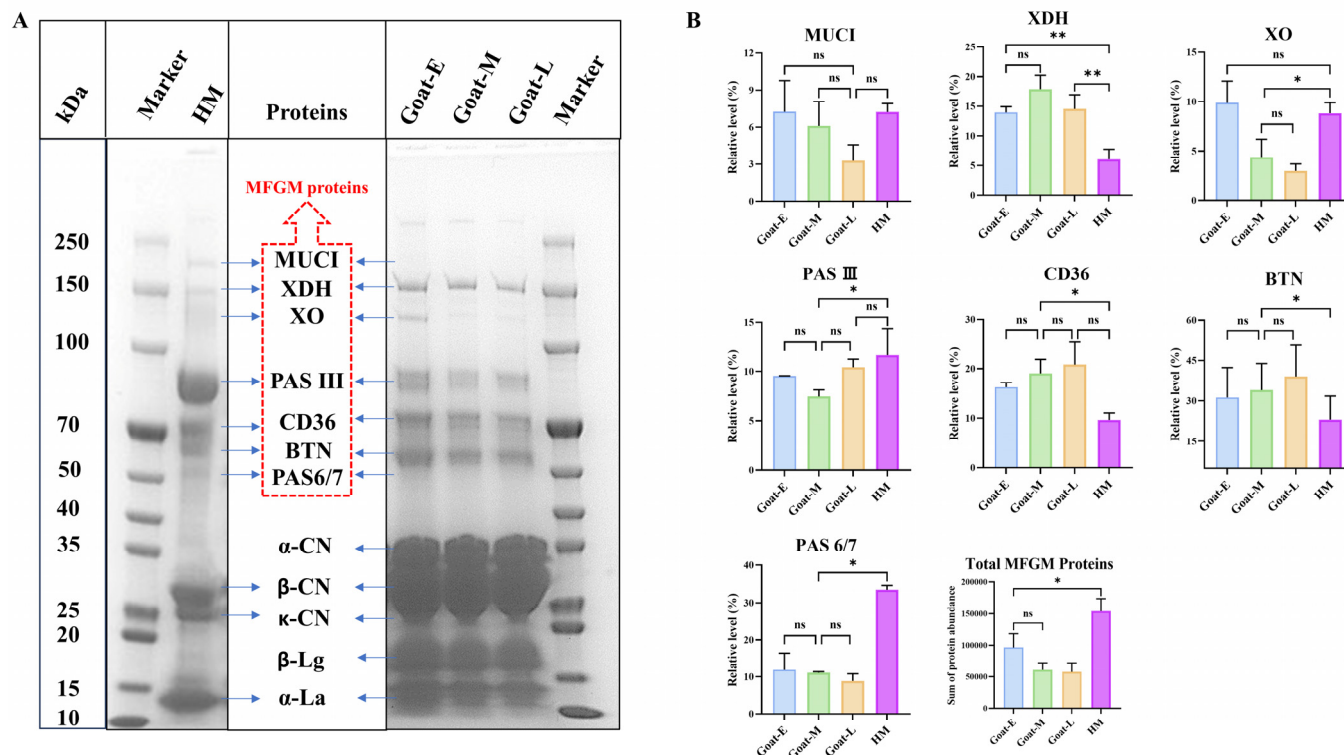 A
kDa
Marker
HM
Proteins
Goat-E
Goat-M
Goat-L
Marker
250
150
100
70
50
40
35
25
20
15
10
MFGM proteins
MUCI
XDH
XO
PAS III
CD36
BTN
PAS6/7
α-CN
β-CN
κ-CN
β-Lg
α-La
B
MUCI
Relative level (%)
12
9
6
3
0
ns
ns
ns
Goat-E
Goat-M
Goat-L
HM
XDH
Relative level (%)
25
20
15
10
5
0
**
ns
**
Goat-E
Goat-M
Goat-L
HM
XO
Relative level (%)
15
10
5
0
ns
*
ns
Goat-E
Goat-M
Goat-L
HM
PAS Ⅲ
Relative level (%)
15
10
5
0
*
ns
ns
ns
Goat-E
Goat-M
Goat-L
HM
CD36
Relative level (%)
30
20
10
0
*
ns
ns
ns
Goat-E
Goat-M
Goat-L
HM
BTN
Relative level (%)
60
45
30
15
*
ns
ns
Goat-E
Goat-M
Goat-L
HM
PAS 6/7
Relative level (%)
40
30
20
10
0
*
ns
ns
Goat-E
Goat-M
Goat-L
HM
Total MFGM Proteins
Sum of protein abundance
200000
150000
100000
50000
0
*
ns
Goat-E
Goat-M
Goat-L
HM